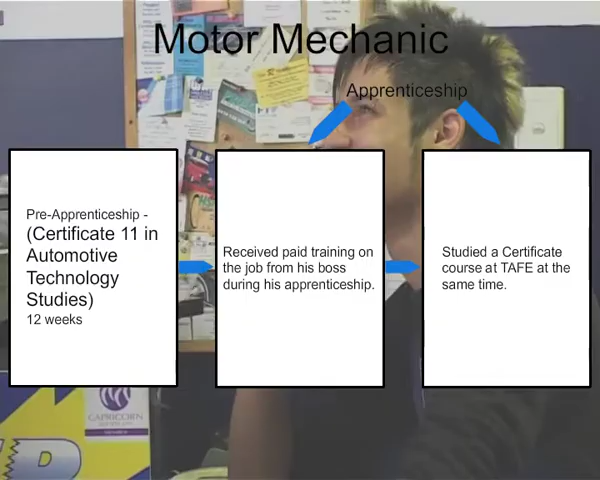 Motor Mechanic
Apprenticeship
Pre-Apprenticeship -
(Certificate 11 in
Automotive
Technology
Studies)
12 weeks
Received paid training on
the job from his boss
during his apprenticeship.
Studied a Certificate
course at TAFE at the
same time.
CAPRICORN